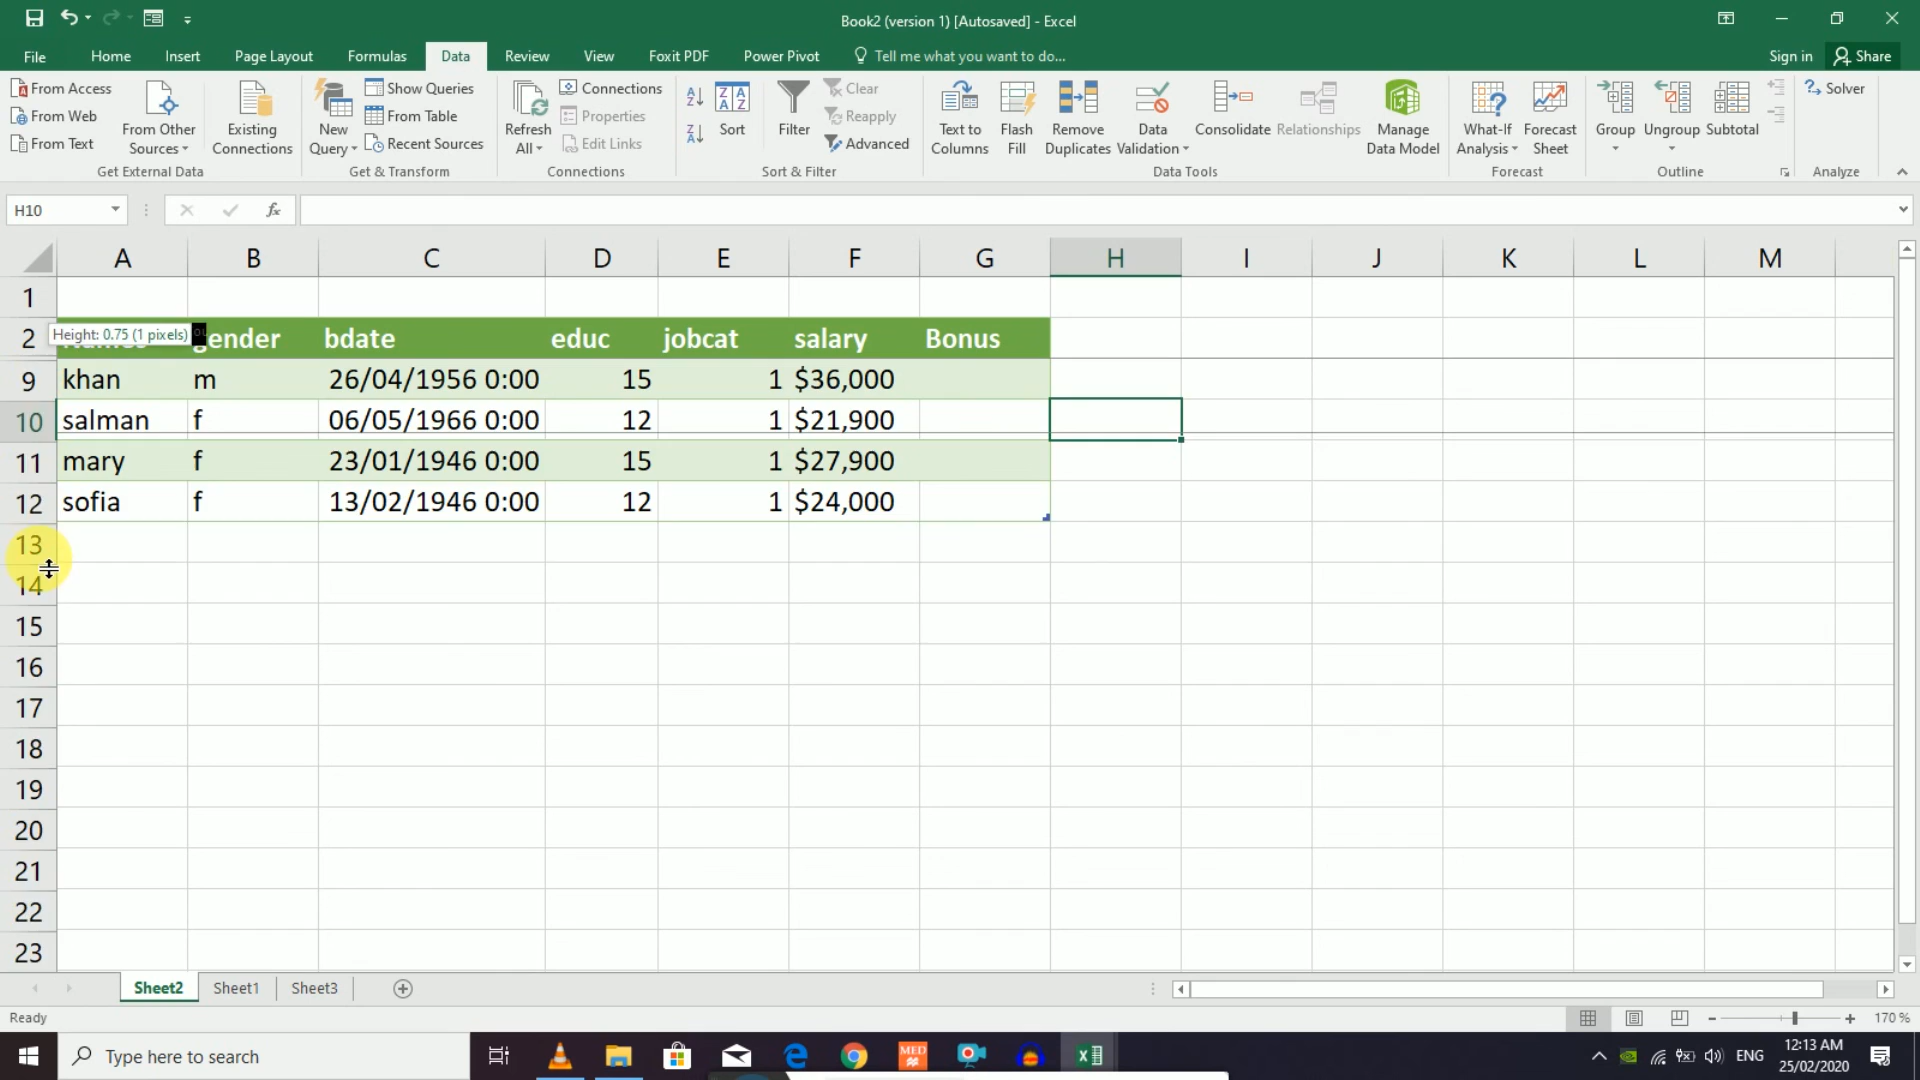 Book2 (version 1) [Autosaved] - Excel
File Home Insert Page Layout Formulas Data Review View Foxit PDF Power Pivot Tell me what you want to do... Sign in Share
From Access
From Web
From Text
From Other Sources
Get External Data
Existing Connections
New Query
Show Queries
From Table
Recent Sources
Get & Transform
Refresh All
Connections
Properties
Edit Links
Connections
Sort
Filter
Clear
Reapply
Advanced
Sort & Filter
Text to Columns
Flash Fill
Remove Duplicates
Data Validation
Consolidate
Relationships
Manage Data Model
Data Tools
What-If Analysis
Forecast Sheet
Forecast
Group
Ungroup
Subtotal
Outline
Solver
Analyze
H10 fx
A B C D E F G H I J K L M
1
Height: 0.75 (1 pixels)
2 gender bdate educ jobcat salary Bonus
9 khan m 26/04/1956 0:00 15 1 $36,000
10 salman f 06/05/1966 0:00 12 1 $21,900
11 mary f 23/01/1946 0:00 15 1 $27,900
12 sofia f 13/02/1946 0:00 12 1 $24,000
13
14
15
16
17
18
19
20
21
22
23
Sheet2 Sheet1 Sheet3
Ready 170 %
Type here to search
MED
ENG
12:13 AM
25/02/2020